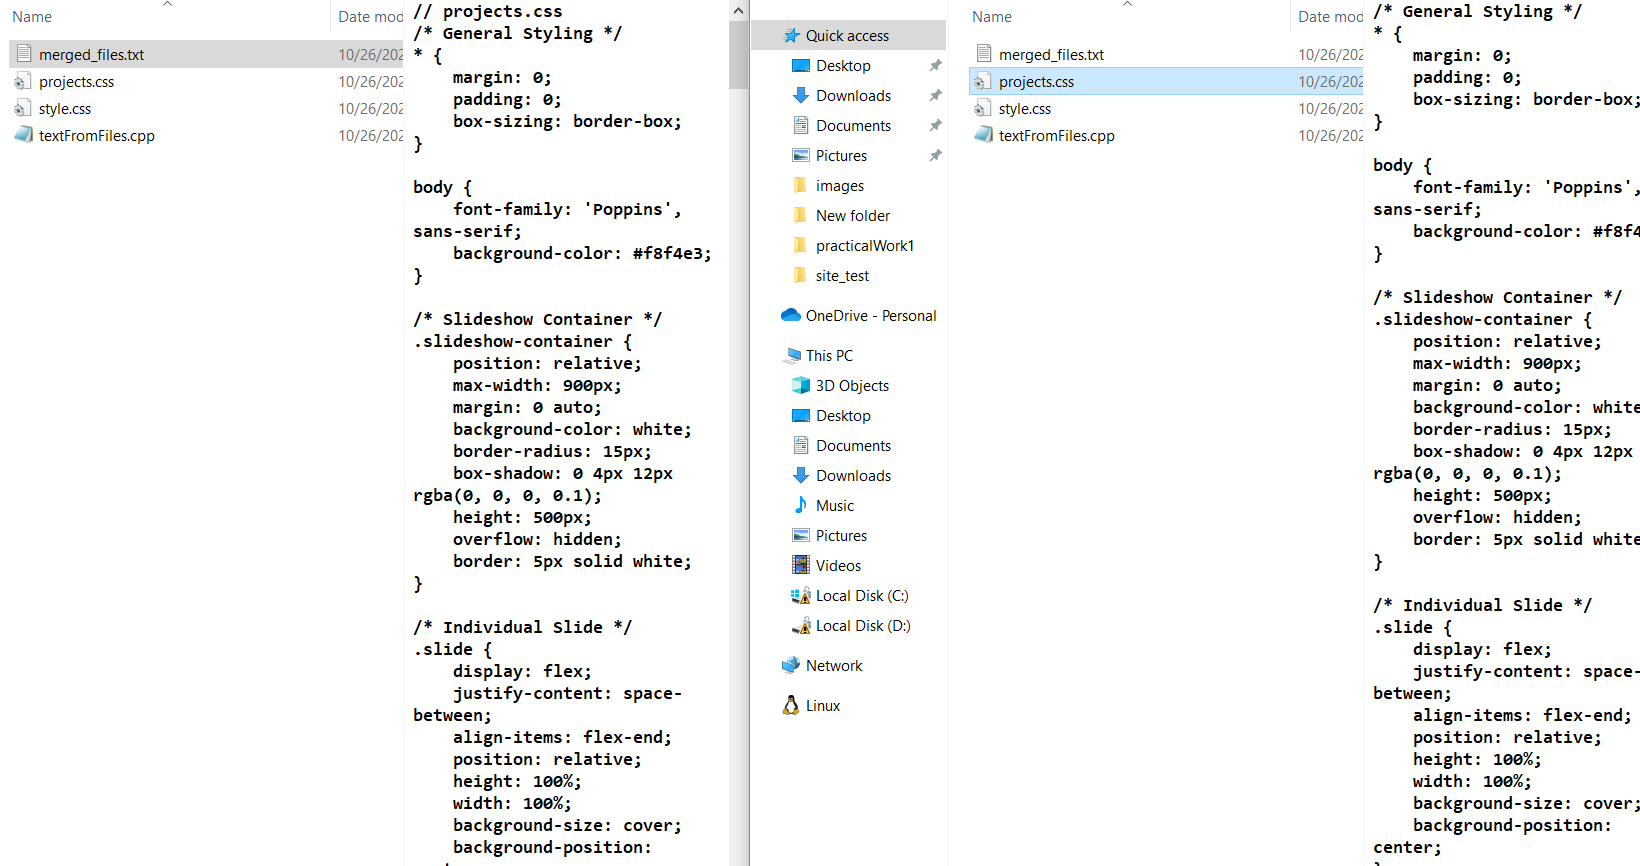 Name
Date mod
merged_files.txt
10/26/202
projects.css
10/26/202
style.css
10/26/202
textFromFiles.cpp
10/26/202
// projects.css
/* General Styling */
* {
    margin: 0;
    padding: 0;
    box-sizing: border-box;
}
body {
    font-family: 'Poppins',
sans-serif;
    background-color: #f8f4e3;
}
/* Slideshow Container */
.slideshow-container {
    position: relative;
    max-width: 900px;
    margin: 0 auto;
    background-color: white;
    border-radius: 15px;
    box-shadow: 0 4px 12px
rgba(0, 0, 0, 0.1);
    height: 500px;
    overflow: hidden;
    border: 5px solid white;
}
/* Individual Slide */
.slide {
    display: flex;
    justify-content: space-
between;
    align-items: flex-end;
    position: relative;
    height: 100%;
    width: 100%;
    background-size: cover;
    background-position:
Quick access
Desktop
Downloads
Documents
Pictures
images
New folder
practicalWork1
site_test
OneDrive - Personal
This PC
3D Objects
Desktop
Documents
Downloads
Music
Pictures
Videos
Local Disk (C:)
Local Disk (D:)
Network
Linux
Name
Date mod
merged_files.txt
10/26/202
projects.css
10/26/202
style.css
10/26/202
textFromFiles.cpp
10/26/202
/* General Styling */
* {
    margin: 0;
    padding: 0;
    box-sizing: border-box;
}
body {
    font-family: 'Poppins',
sans-serif;
    background-color: #f8f4
}
/* Slideshow Container */
.slideshow-container {
    position: relative;
    max-width: 900px;
    margin: 0 auto;
    background-color: white
    border-radius: 15px;
    box-shadow: 0 4px 12px
rgba(0, 0, 0, 0.1);
    height: 500px;
    overflow: hidden;
    border: 5px solid white
}
/* Individual Slide */
.slide {
    display: flex;
    justify-content: space-
between;
    align-items: flex-end;
    position: relative;
    height: 100%;
    width: 100%;
    background-size: cover;
    background-position:
center;